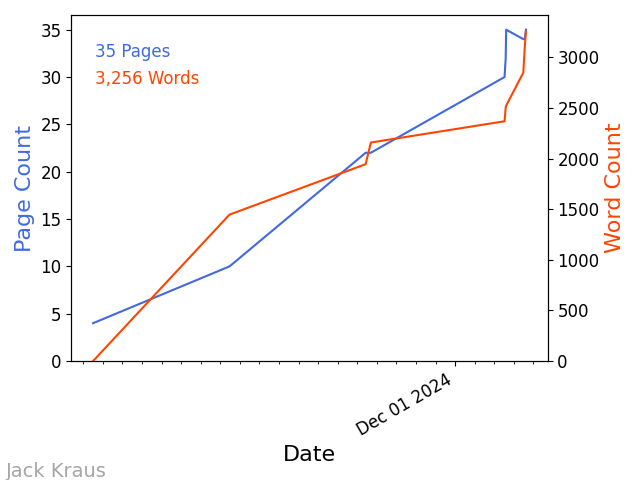 35 Pages
3,256 Words
Page Count
35
30
25
20
15
10
5
0
Word Count
3000
2500
2000
1500
1000
500
0
Dec 01 2024
Date
Jack Kraus